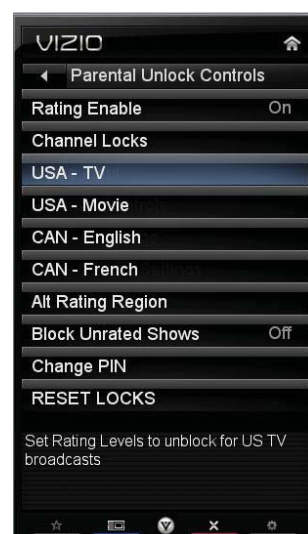 VIZIO
Parental Unlock Controls
Rating Enable On
Channel Locks
USA - TV
USA - Movie
CAN - English
CAN - French
Alt Rating Region
Block Unrated Shows Off
Change PIN
RESET LOCKS
Set Rating Levels to unblock for US TV
broadcasts